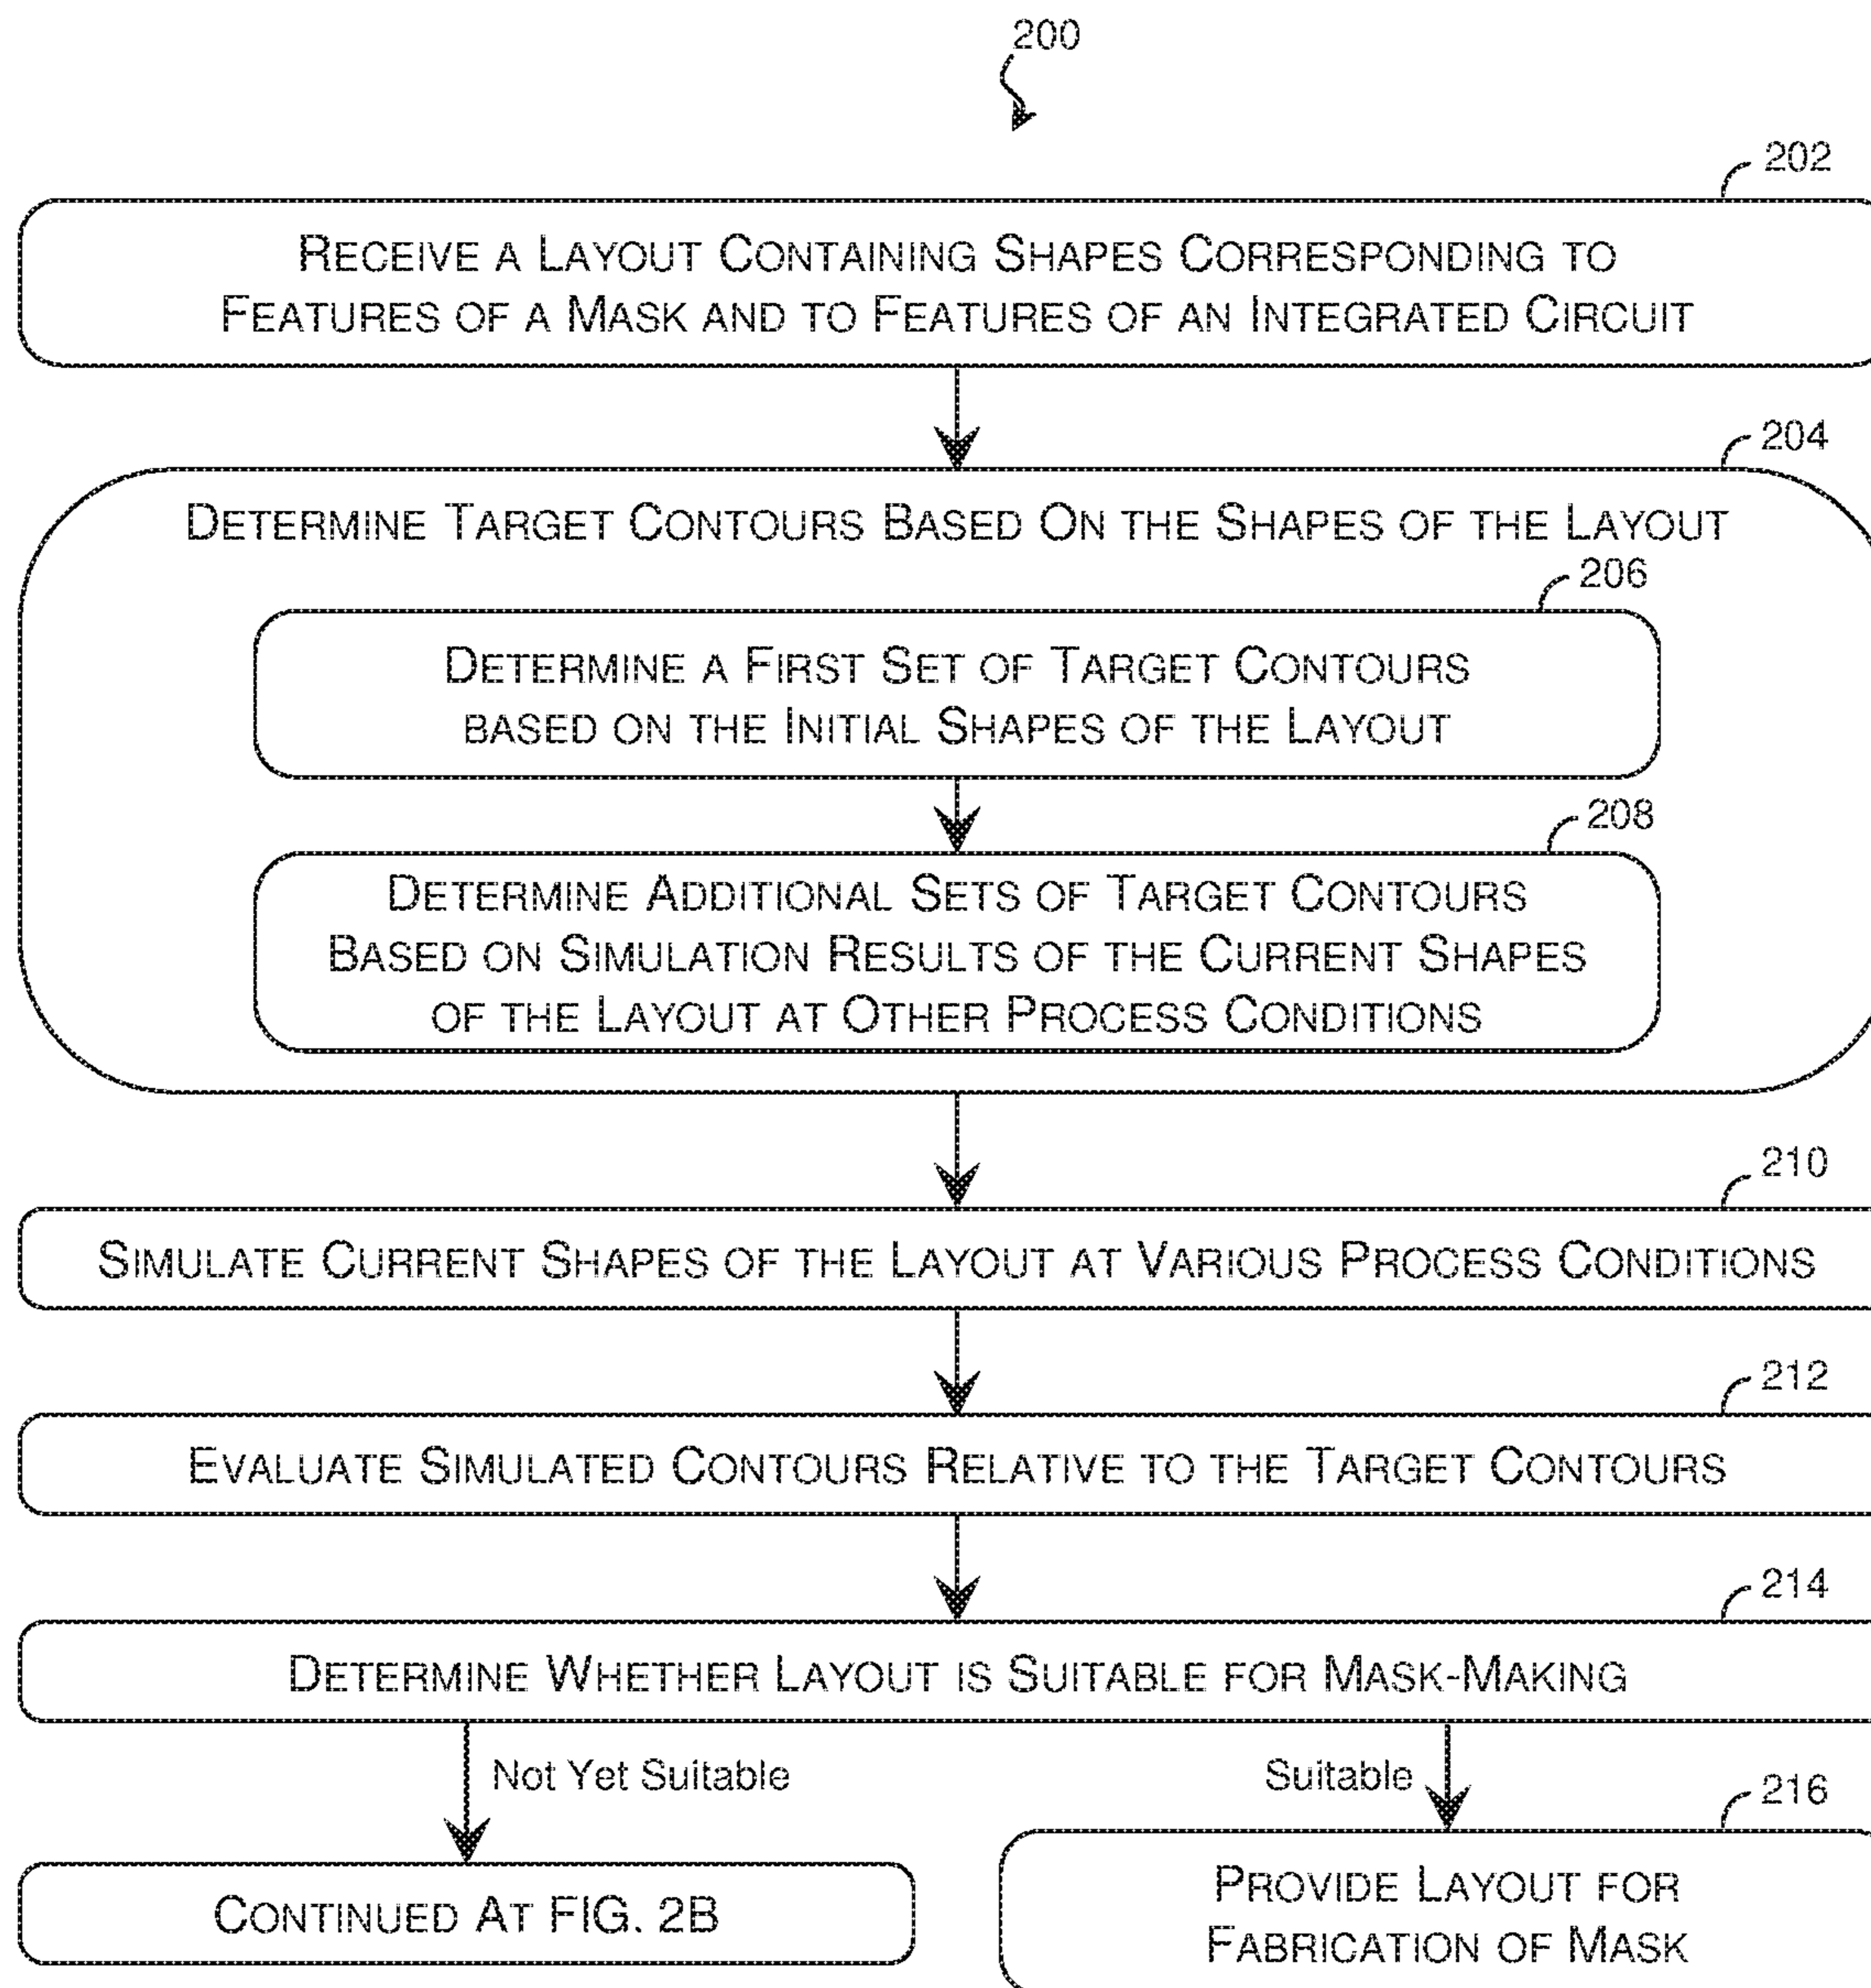 200
202
RECEIVE A LAYOUT CONTAINING SHAPES CORRESPONDING TO
FEATURES OF A MASK AND TO FEATURES OF AN INTEGRATED CIRCUIT
204
DETERMINE TARGET CONTOURS BASED ON THE SHAPES OF THE LAYOUT
206
DETERMINE A FIRST SET OF TARGET CONTOURS
BASED ON THE INITIAL SHAPES OF THE LAYOUT
208
DETERMINE ADDITIONAL SETS OF TARGET CONTOURS
BASED ON SIMULATION RESULTS OF THE CURRENT SHAPES
OF THE LAYOUT AT OTHER PROCESS CONDITIONS
210
SIMULATE CURRENT SHAPES OF THE LAYOUT AT VARIOUS PROCESS CONDITIONS
212
EVALUATE SIMULATED CONTOURS RELATIVE TO THE TARGET CONTOURS
214
DETERMINE WHETHER LAYOUT IS SUITABLE FOR MASK-MAKING
Not Yet Suitable
Suitable
216
CONTINUED AT FIG. 2B
PROVIDE LAYOUT FOR
FABRICATION OF MASK